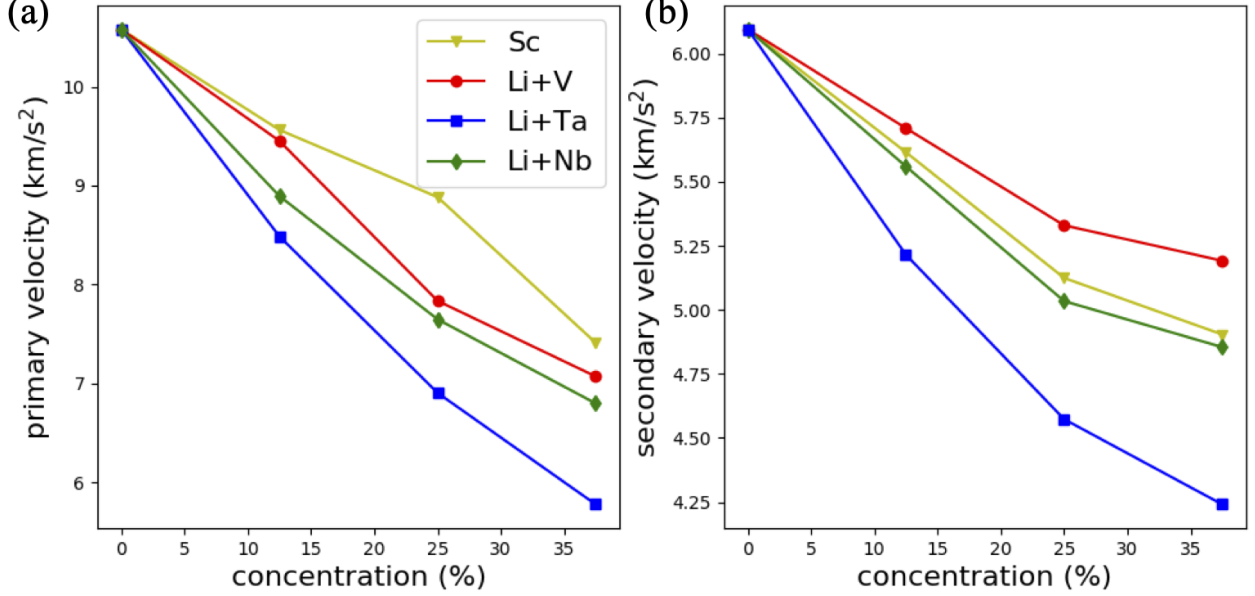 (a)
primary velocity (km/s²)
10
9
8
7
6
Sc
Li+V
Li+Ta
Li+Nb
0 5 10 15 20 25 30 35
concentration (%)
(b)
secondary velocity (km/s²)
6.00
5.75
5.50
5.25
5.00
4.75
4.50
4.25
0 5 10 15 20 25 30 35
concentration (%)